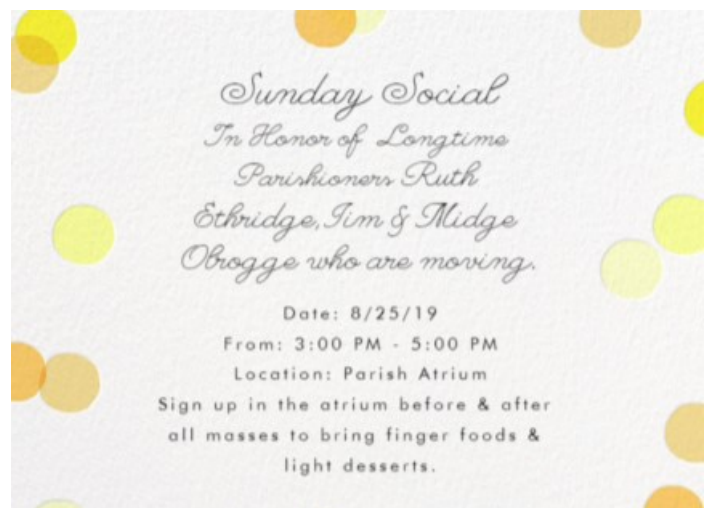 Sunday Social
In Honor of Longtime
Parishioners Ruth
Ethridge,Jim & Midge
Obrogge who are moving.
Date: 8/25/19
From: 3:00 PM - 5:00 PM
Location: Parish Atrium
Sign up in the atrium before & after
all masses to bring finger foods &
light desserts.